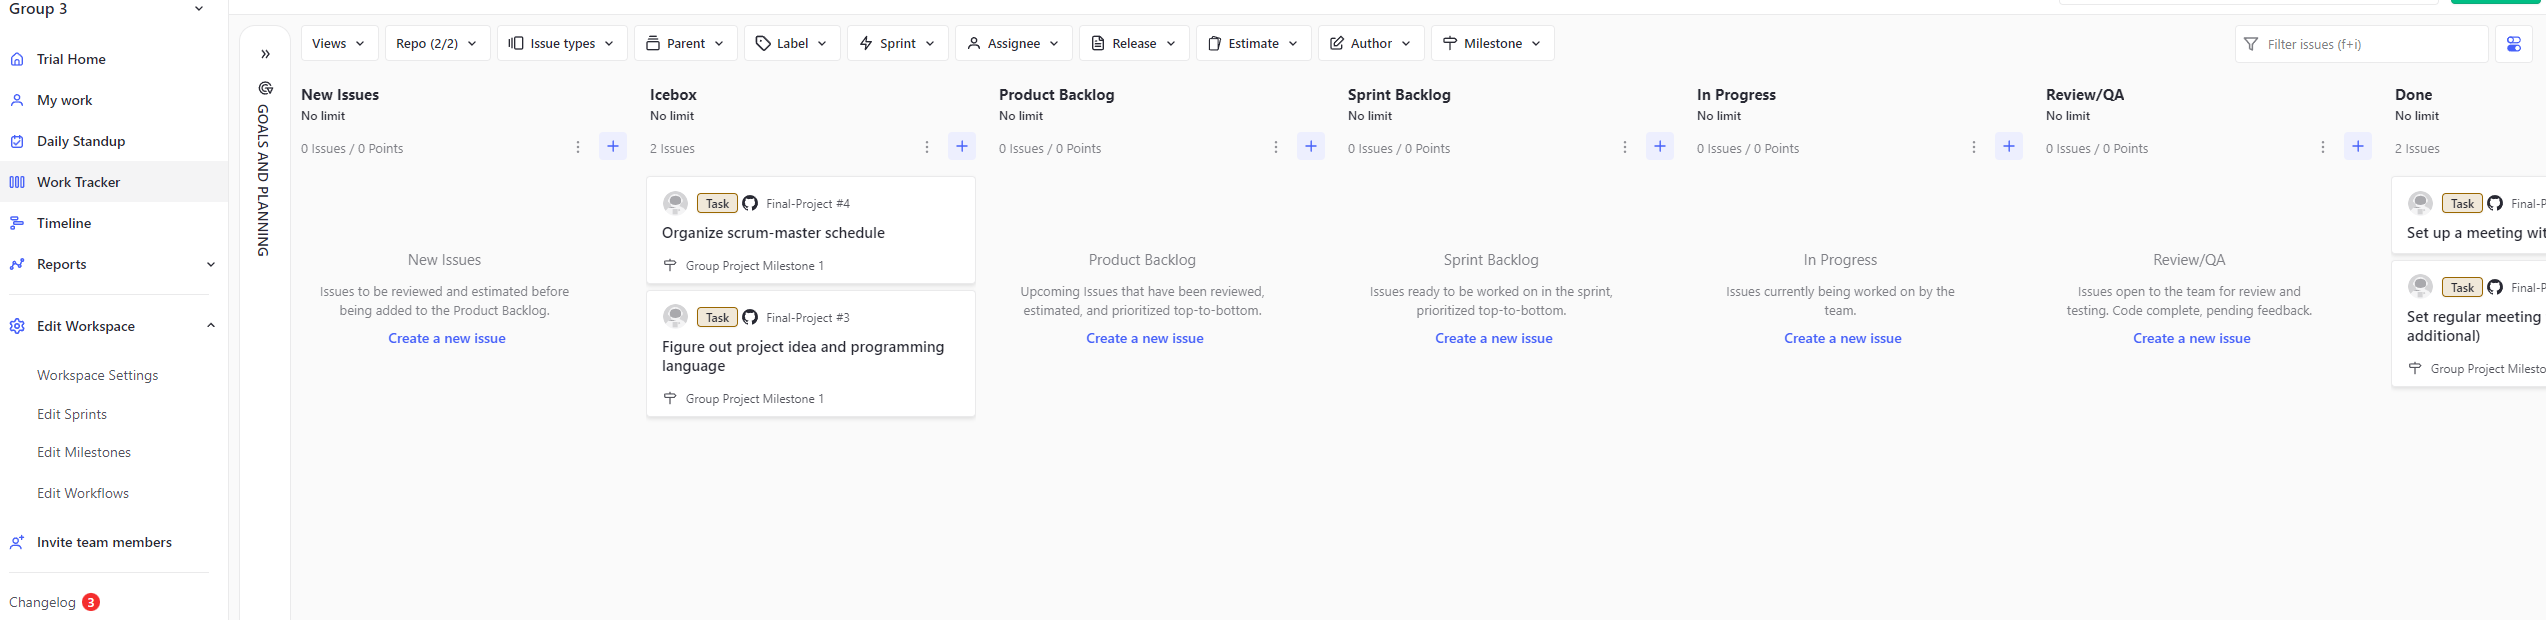 Group 3
Trial Home
My work
Daily Standup
Work Tracker
Timeline
Reports
Edit Workspace
Workspace Settings
Edit Sprints
Edit Milestones
Edit Workflows
Invite team members
Changelog 3
GOALS AND PLANNING
Views
Repo (2/2)
Issue types
Parent
Label
Sprint
Assignee
Release
Estimate
Author
Milestone
Filter issues (f+i)
New Issues
No limit
0 Issues / 0 Points
New Issues
Issues to be reviewed and estimated before
being added to the Product Backlog.
Create a new issue
Icebox
No limit
2 Issues
Task Final-Project #4
Organize scrum-master schedule
Group Project Milestone 1
Task Final-Project #3
Figure out project idea and programming
language
Group Project Milestone 1
Product Backlog
No limit
0 Issues / 0 Points
Product Backlog
Upcoming Issues that have been reviewed,
estimated, and prioritized top-to-bottom.
Create a new issue
Sprint Backlog
No limit
0 Issues / 0 Points
Sprint Backlog
Issues ready to be worked on in the sprint,
prioritized top-to-bottom.
Create a new issue
In Progress
No limit
0 Issues / 0 Points
In Progress
Issues currently being worked on by the
team.
Create a new issue
Review/QA
No limit
0 Issues / 0 Points
Review/QA
Issues open to the team for review and
testing. Code complete, pending feedback.
Create a new issue
Done
No limit
2 Issues
Task Final-P
Set up a meeting wit
Task Final-P
Set regular meeting
additional)
Group Project Milesto